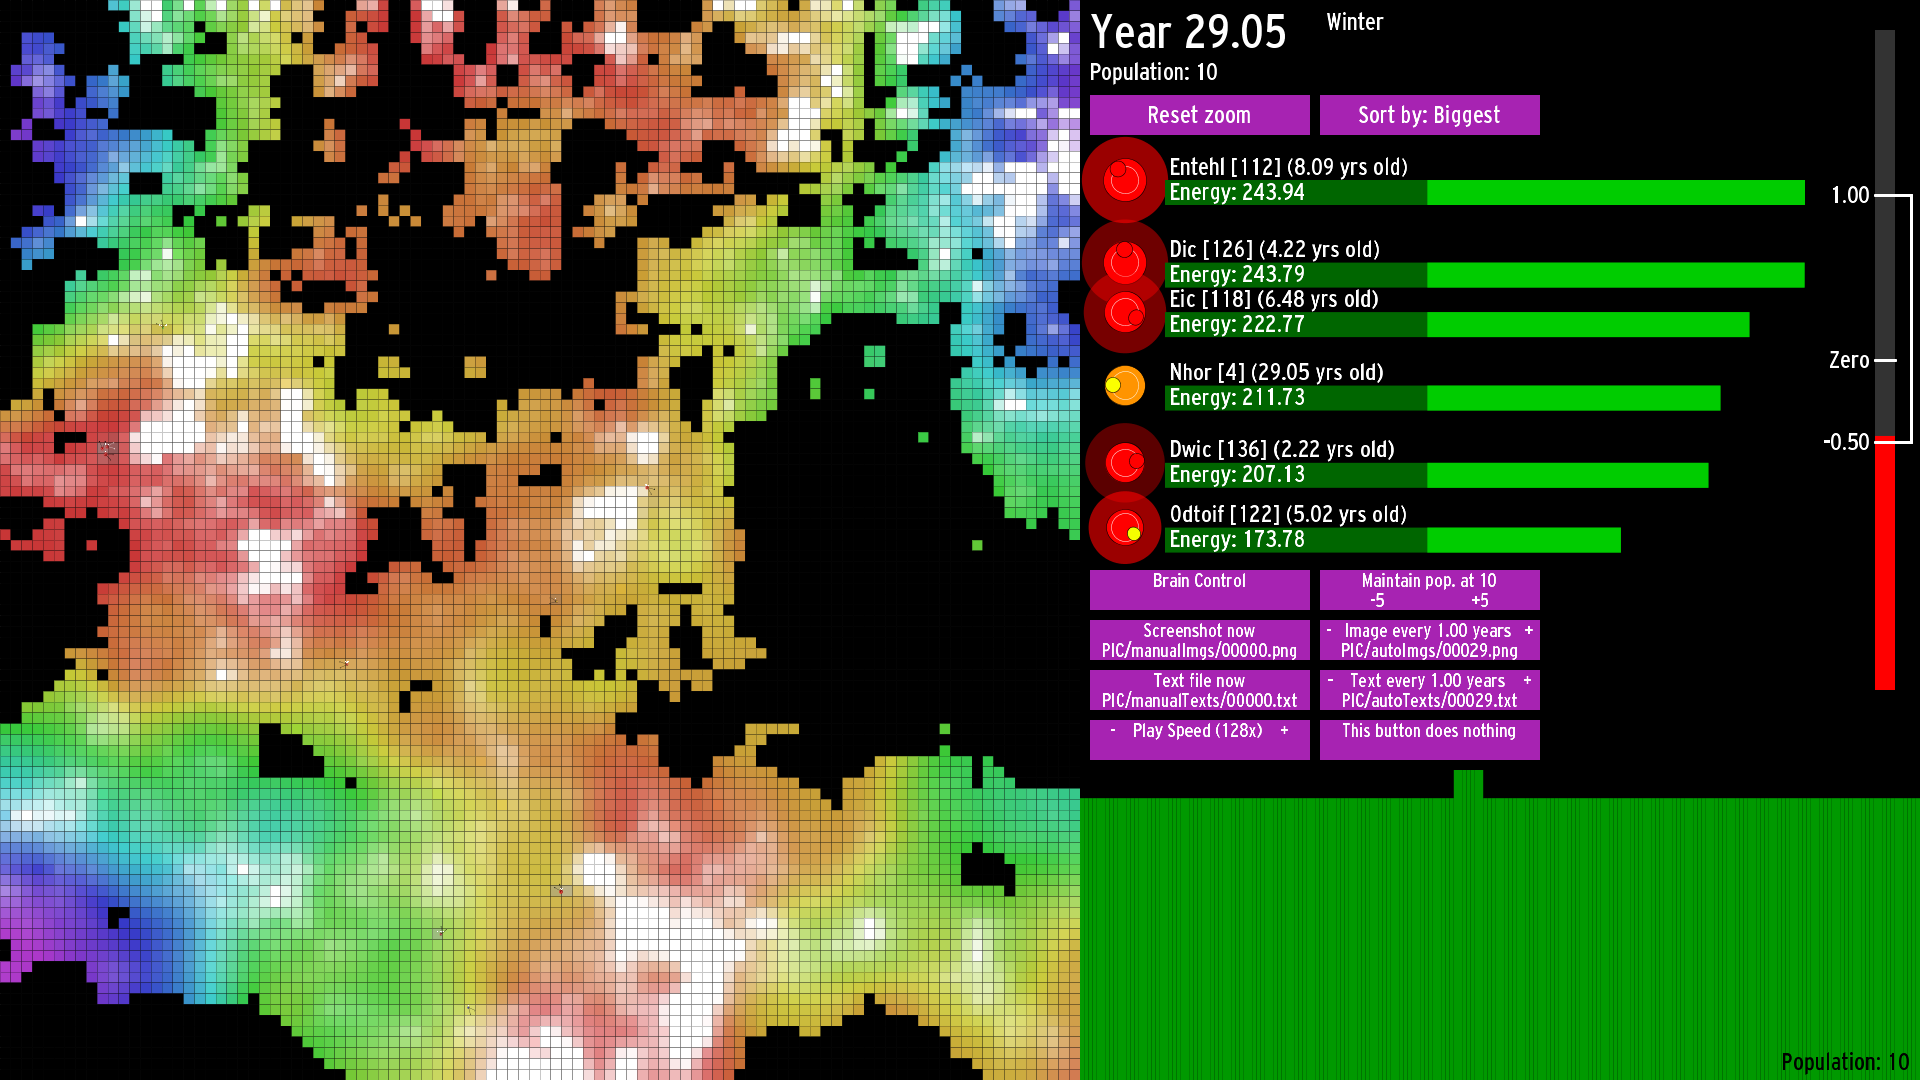 Year 29.05
Winter
Population: 10
Reset zoom
Sort by: Biggest
Entehl [112] (8.09 yrs old)
Energy: 243.94
Dic [126] (4.22 yrs old)
Energy: 243.79
Eic [118] (6.48 yrs old)
Energy: 222.77
Nhor [4] (29.05 yrs old)
Energy: 211.73
Dwic [136] (2.22 yrs old)
Energy: 207.13
Odtoif [122] (5.02 yrs old)
Energy: 173.78
1.00
Zero
-0.50
Brain Control
Maintain pop. at 10
-5 +5
Screenshot now
PIC/manualImgs/00000.png
- Image every 1.00 years +
PIC/autoImgs/00029.png
Text file now
PIC/manualTexts/00000.txt
- Text every 1.00 years +
PIC/autoTexts/00029.txt
- Play Speed (128x) +
This button does nothing
Population: 10